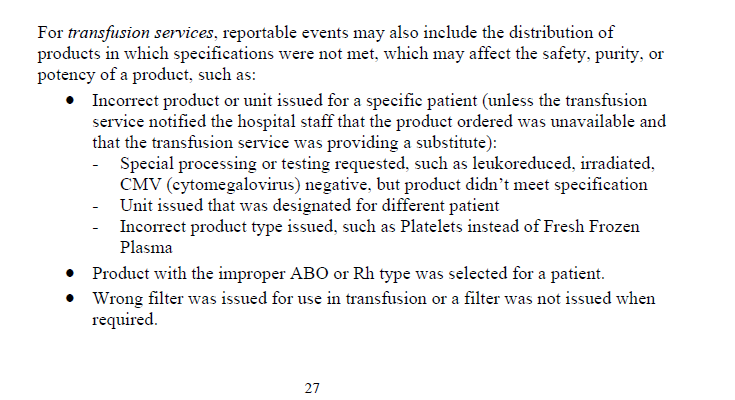 For transfusion services, reportable events may also include the distribution of
products in which specifications were not met, which may affect the safety, purity, or
potency of a product, such as:
● Incorrect product or unit issued for a specific patient (unless the transfusion
service notified the hospital staff that the product ordered was unavailable and
that the transfusion service was providing a substitute):
- Special processing or testing requested, such as leukoreduced, irradiated,
CMV (cytomegalovirus) negative, but product didn’t meet specification
- Unit issued that was designated for different patient
- Incorrect product type issued, such as Platelets instead of Fresh Frozen
Plasma
● Product with the improper ABO or Rh type was selected for a patient.
● Wrong filter was issued for use in transfusion or a filter was not issued when
required.
27